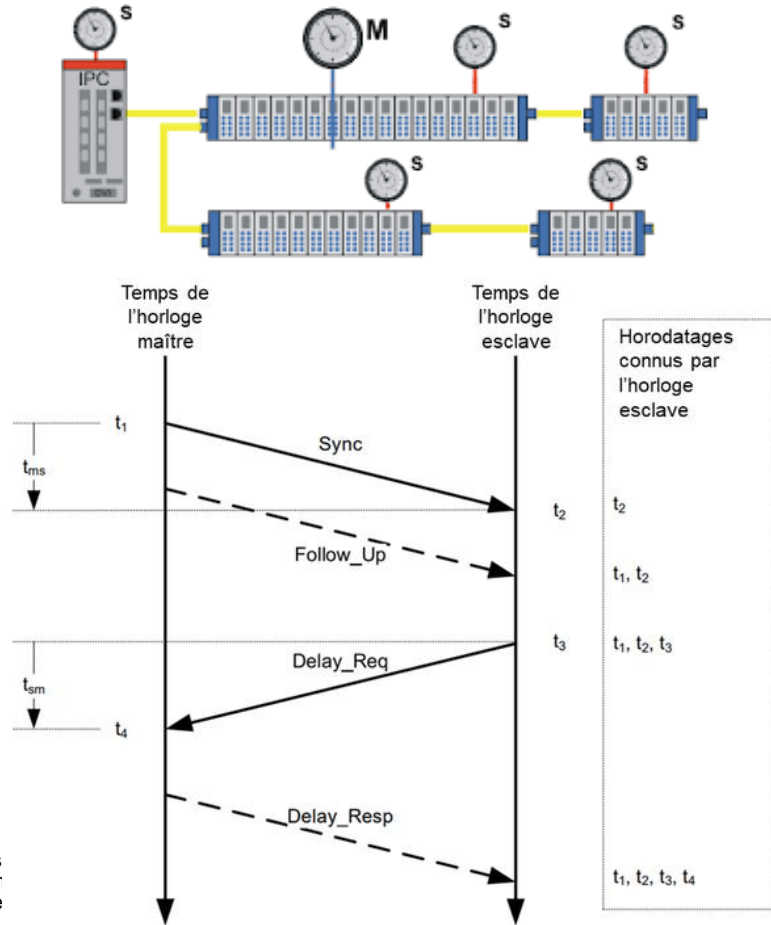 S
M
S
S
IPC
S
S
Temps de
l'horloge
maître
Temps de
l'horloge
esclave
Horodatages
connus par
l'horloge
esclave
t1
Sync
tms
t2
t2
Follow_Up
t1, t2
t3
t1, t2, t3
Delay_Req
tsm
t4
Delay_Resp
t1, t2, t3, t4